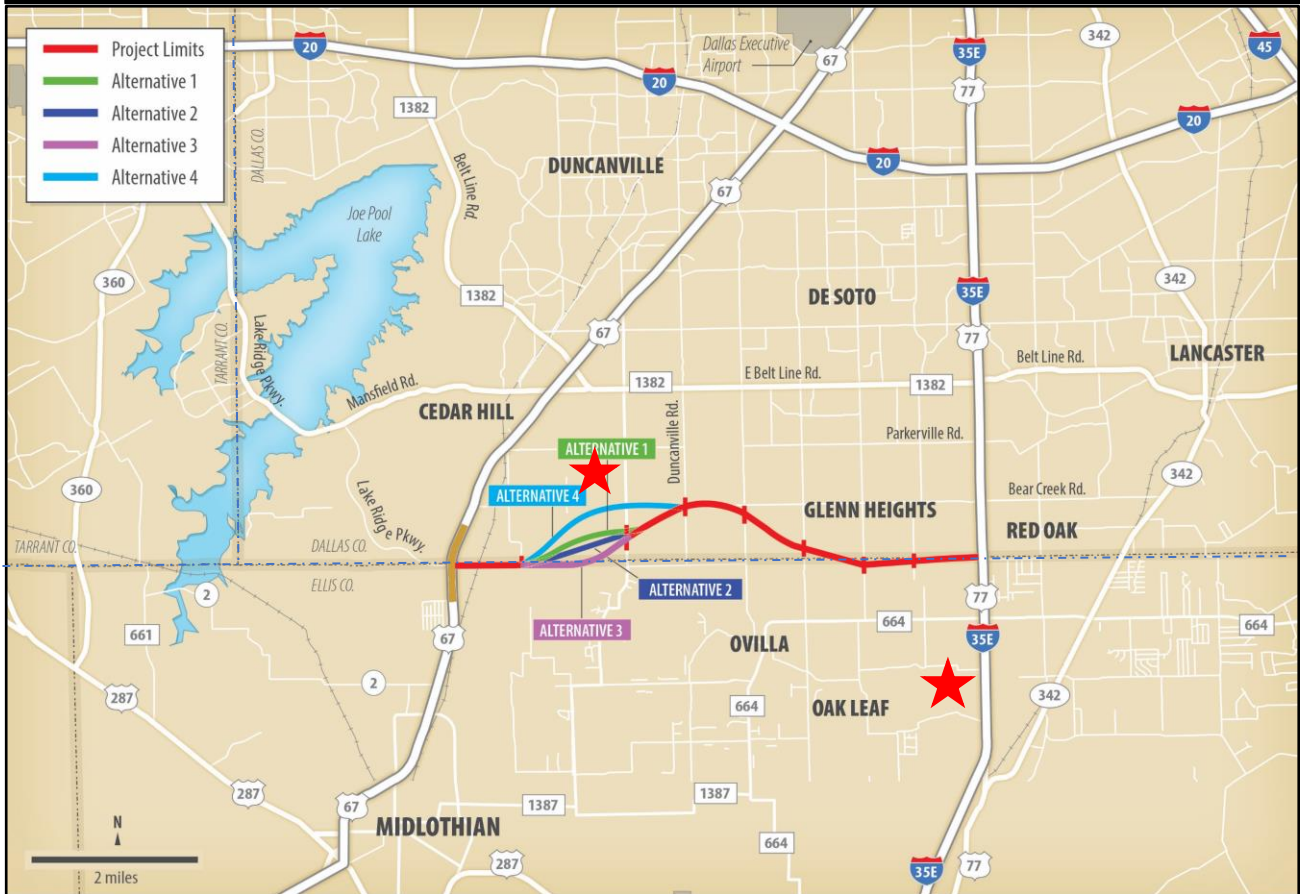 Project Limits
Alternative 1
Alternative 2
Alternative 3
Alternative 4
20
DALLAS CO.
TARRANT CO.
1382
Belt Line Rd.
Dallas Executive
Airport
67
35E
77
342
45
20
20
20
DUNCANVILLE
67
Joe Pool
Lake
360
342
1382
35E
DE SOTO
67
77
Lake Ridge Pkwy.
Belt Line Rd.
LANCASTER
E Belt Line Rd.
1382
1382
Mansfield Rd.
CEDAR HILL
Duncanville Rd.
Parkerville Rd.
ALTERNATIVE 1
342
360
Lake Ridge Pkwy.
ALTERNATIVE 4
Bear Creek Rd.
GLENN HEIGHTS
RED OAK
TARRANT CO.
DALLAS CO.
ELLIS CO.
2
ALTERNATIVE 2
77
661
ALTERNATIVE 3
67
664
664
35E
OVILLA
2
287
OAK LEAF
664
342
287
67
1387
1387
MIDLOTHIAN
664
287
N
2 miles
35E
77